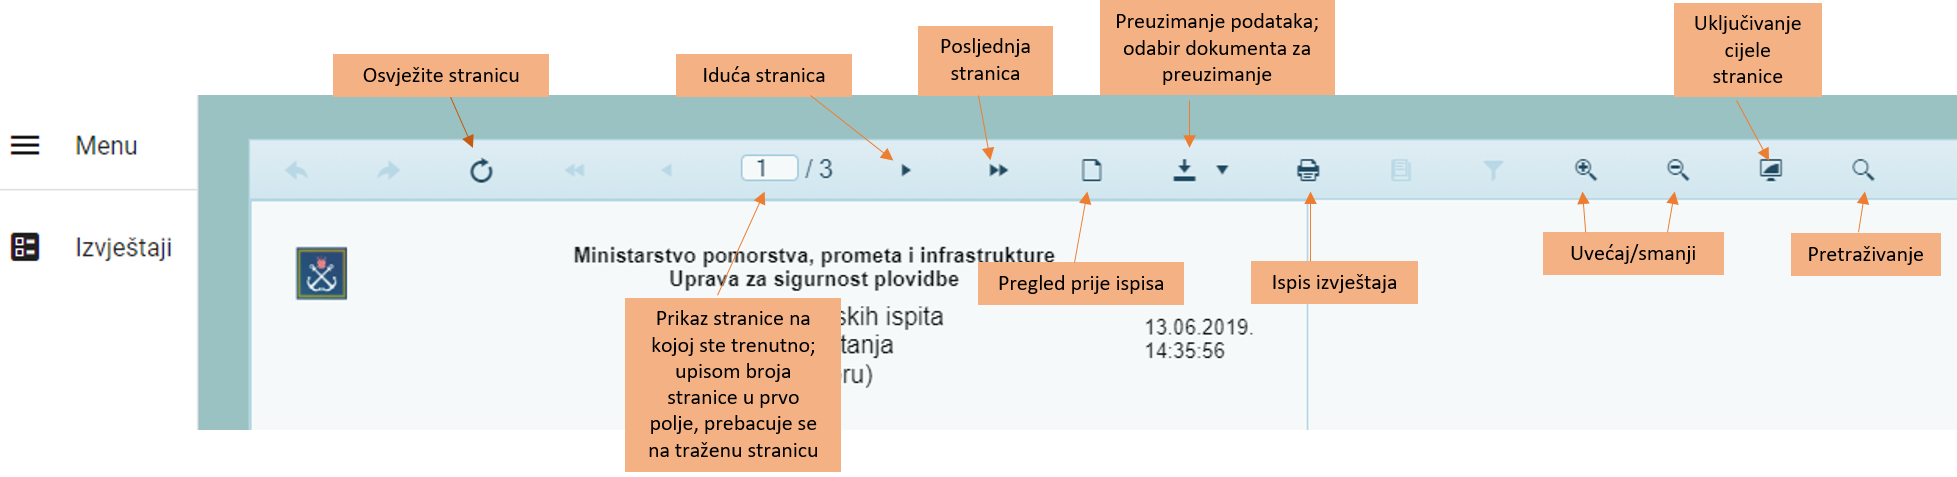 Preuzimanje podataka;
odabir dokumenta za
preuzimanje
Uključivanje
cijele
stranice
Posljednja
stranica
Osvježite stranicu
Iduća stranica
Menu
1 / 3
Izvještaji
Ministarstvo pomorstva, prometa i infrastrukture
Uprava za sigurnost plovidbe
Uvećaj/smanji
Pretraživanje
Pregled prije ispisa
Ispis izvještaja
Prikaz stranice na
kojoj ste trenutno;
upisom broja
stranice u prvo
polje, prebacuje se
na traženu stranicu
skih ispita
tanja
ru)
13.06.2019.
14:35:56